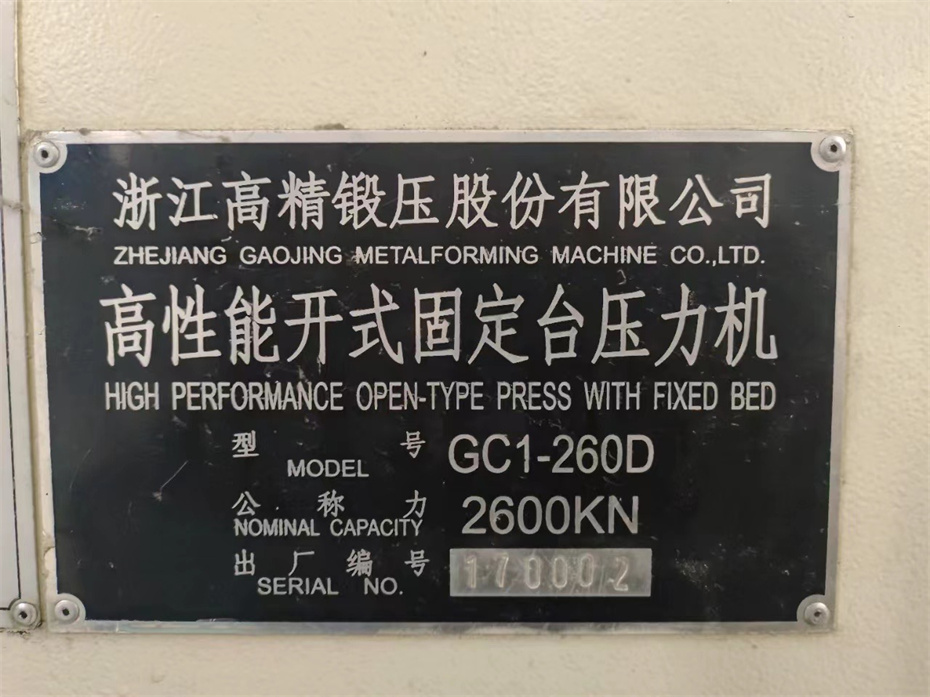 浙江高精锻压股份有限公司
ZHEJIANG GAOJING METALFORMING MACHINE CO.,LTD.
高性能开式固定台压力机
HIGH PERFORMANCE OPEN-TYPE PRESS WITH FIXED BED
型号 GC1-260D
MODEL
公称力 2600KN
NOMINAL CAPACITY
出厂编号 170002
SERIAL NO.